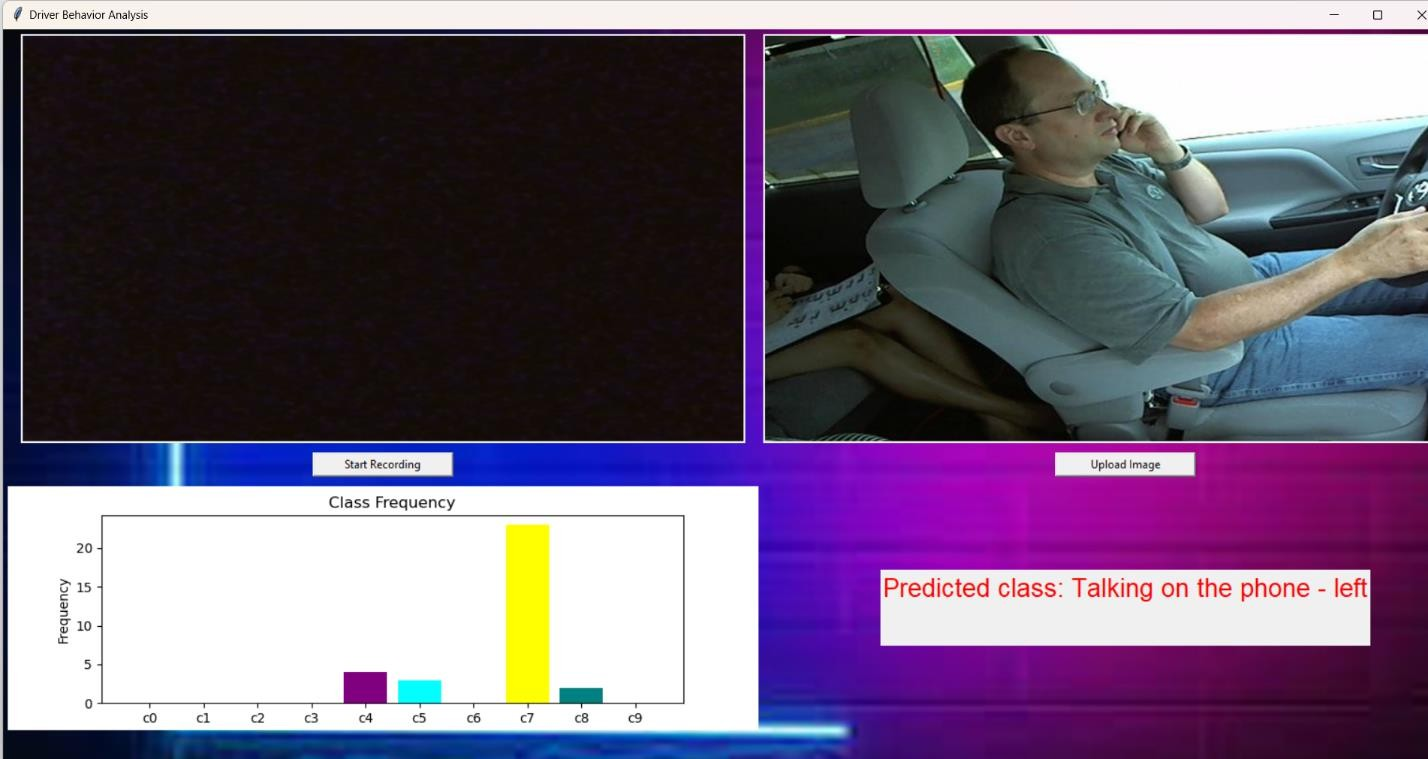 Driver Behavior Analysis
Start Recording
Upload Image
Class Frequency
Frequency
20
15
10
5
0
c0 c1 c2 c3 c4 c5 c6 c7 c8 c9
Predicted class: Talking on the phone - left